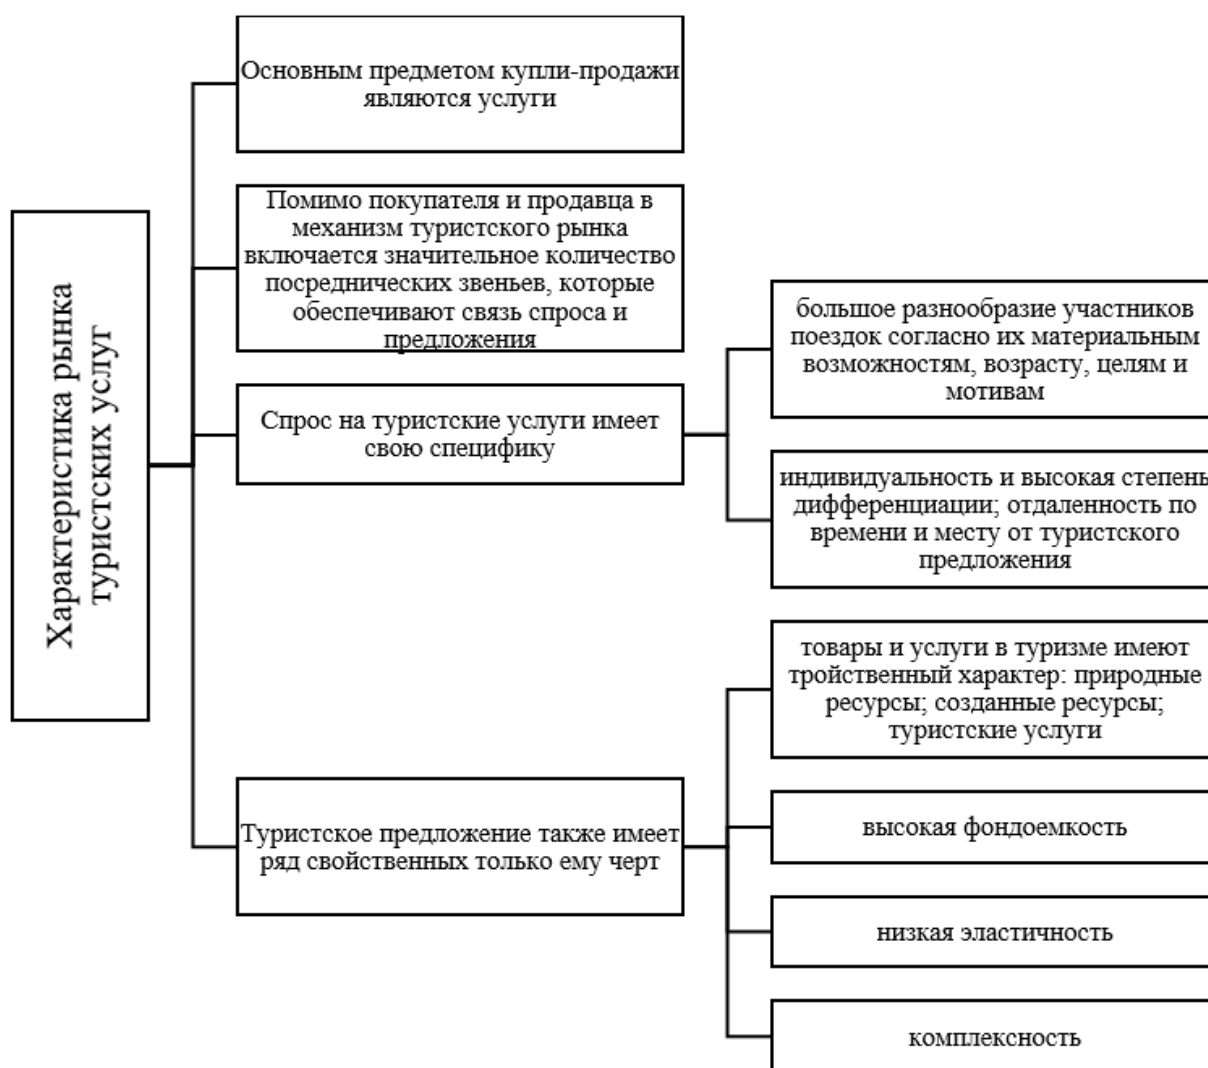 Характеристика рынка
туристских услуг
Основным предметом купли-продажи
являются услуги
Помимо покупателя и продавца в
механизм туристского рынка
включается значительное количество
посреднических звеньев, которые
обеспечивают связь спроса и
предложения
Спрос на туристские услуги имеет
свою специфику
большое разнообразие участников
поездок согласно их материальным
возможностям, возрасту, целям и
мотивам
индивидуальность и высокая степень
дифференциации; отдаленность по
времени и месту от туристского
предложения
Туристское предложение также имеет
ряд свойственных только ему черт
товары и услуги в туризме имеют
тройственный характер: природные
ресурсы; созданные ресурсы;
туристские услуги
высокая фондоемкость
низкая эластичность
комплексность